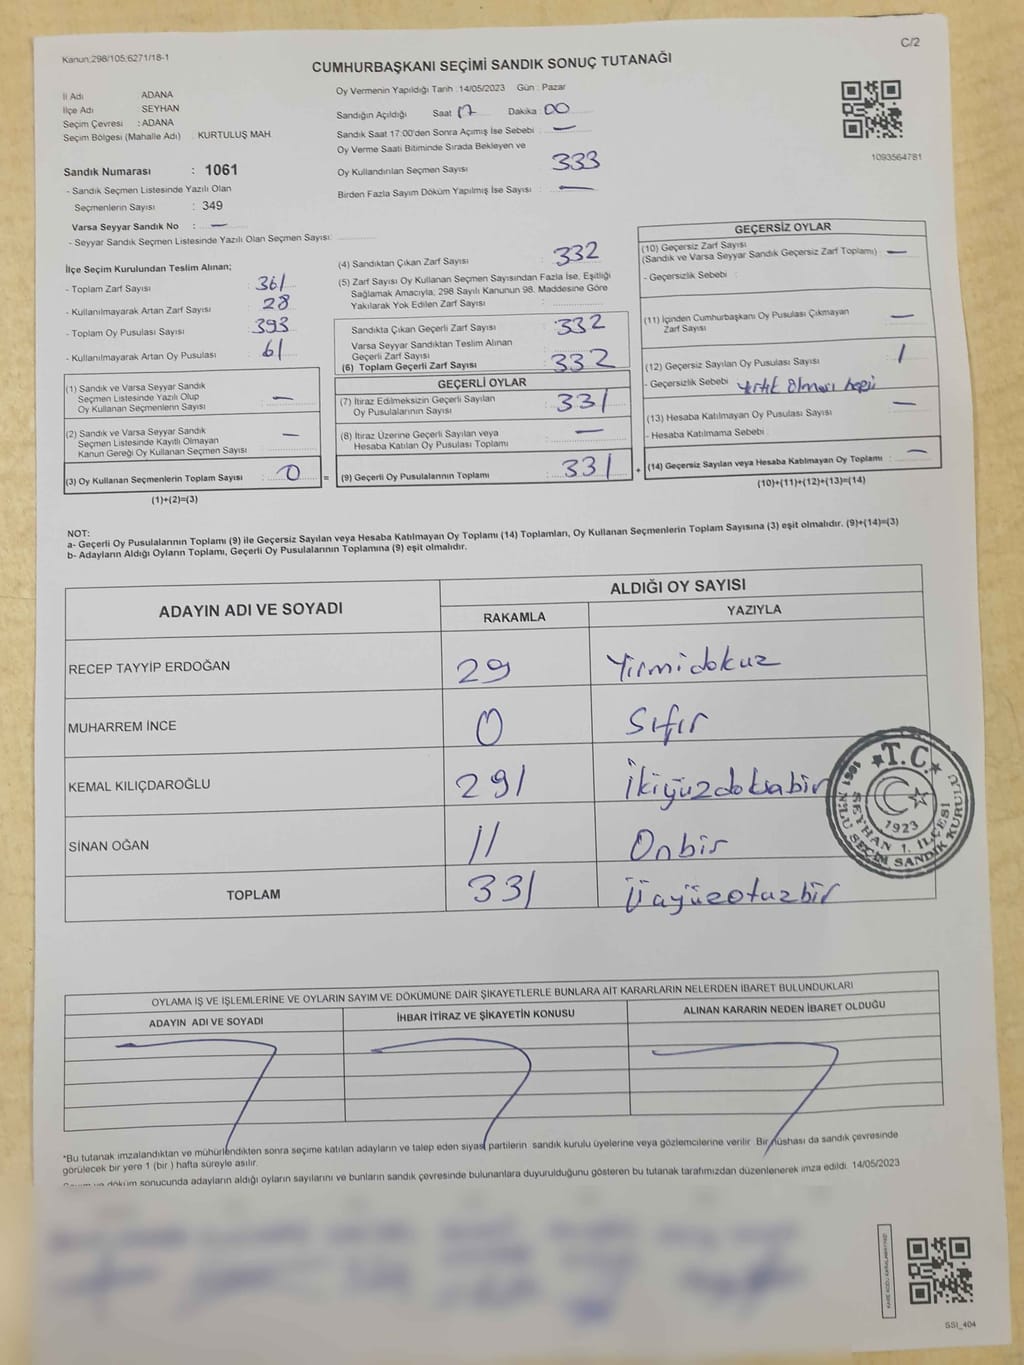 Kanun:298/105;6271/18-1
C/2
CUMHURBAŞKANI SEÇİMİ SANDIK SONUÇ TUTANAĞI
İl Adı ADANA
İlçe Adı SEYHAN
Seçim Çevresi : ADANA
Seçim Bölgesi (Mahalle Adı) : KURTULUŞ MAH.
Sandık Numarası : 1061
- Sandık Seçmen Listesinde Yazılı Olan
Seçmenlerin Sayısı : 349
Varsa Seyyar Sandık No : —
- Seyyar Sandık Seçmen Listesinde Yazılı Olan Seçmen Sayısı:
Oy Vermenin Yapıldığı Tarih : 14/05/2023 Gün : Pazar
Sandığın Açıldığı Saat 17 Dakika : 00
Sandık Saat 17:00'den Sonra Açımış İse Sebebi : —
Oy Verme Saati Bitiminde Sırada Bekleyen ve
Oy Kullandırılan Seçmen Sayısı 333
Birden Fazla Sayım Döküm Yapılmış İse Sayısı : —
1093564781
İlçe Seçim Kurulundan Teslim Alınan;
- Toplam Zarf Sayısı : 361
- Kullanılmayarak Artan Zarf Sayısı : 28
- Toplam Oy Pusulası Sayısı : 393
- Kullanılmayarak Artan Oy Pusulası : 61
(1) Sandık ve Varsa Seyyar Sandık
Seçmen Listesinde Yazılı Olup
Oy Kullanan Seçmenlerin Sayısı : —
(2) Sandık ve Varsa Seyyar Sandık
Seçmen Listesinde Kayıtlı Olmayan
Kanun Gereği Oy Kullanan Seçmen Sayısı : —
(3) Oy Kullanan Seçmenlerin Toplam Sayısı : 0 =
(1)+(2)=(3)
(4) Sandıktan Çıkan Zarf Sayısı : 332
(5) Zarf Sayısı Oy Kullanan Seçmen Sayısından Fazla İse, Eşitliği
Sağlamak Amacıyla, 298 Sayılı Kanunun 98. Maddesine Göre
Yakılarak Yok Edilen Zarf Sayısı :
Sandıkta Çıkan Geçerli Zarf Sayısı : 332
Varsa Seyyar Sandıktan Teslim Alınan
Geçerli Zarf Sayısı :
(6) Toplam Geçerli Zarf Sayısı : 332
GEÇERLİ OYLAR
(7) İtiraz Edilmeksizin Geçerli Sayılan
Oy Pusulalarının Sayısı : 331
(8) İtiraz Üzerine Geçerli Sayılan veya
Hesaba Katılan Oy Pusulası Toplamı : —
(9) Geçerli Oy Pusulalarının Toplamı : 331 +
GEÇERSİZ OYLAR
(10) Geçersiz Zarf Sayısı
(Sandık ve Varsa Seyyar Sandık Geçersiz Zarf Toplamı) : —
- Geçersizlik Sebebi :
(11) İçinden Cumhurbaşkanı Oy Pusulası Çıkmayan
Zarf Sayısı : —
(12) Geçersiz Sayılan Oy Pusulası Sayısı : 1
- Geçersizlik Sebebi : Yırtık Olması
(13) Hesaba Katılmayan Oy Pusulası Sayısı : —
- Hesaba Katılmama Sebebi :
(14) Geçersiz Sayılan veya Hesaba Katılmayan Oy Toplamı : —
(10)+(11)+(12)+(13)=(14)
NOT:
a- Geçerli Oy Pusulalarının Toplamı (9) ile Geçersiz Sayılan veya Hesaba Katılmayan Oy Toplamı (14) Toplamları, Oy Kullanan Seçmenlerin Toplam Sayısına (3) eşit olmalıdır. (9)+(14)=(3)
b- Adayların Aldığı Oyların Toplamı, Geçerli Oy Pusulalarının Toplamına (9) eşit olmalıdır.
ADAYIN ADI VE SOYADI ALDIĞI OY SAYISI
RAKAMLA YAZIYLA
RECEP TAYYİP ERDOĞAN 29 Yirmidokuz
MUHARREM İNCE 0 Sıfır
KEMAL KILIÇDAROĞLU 291 İkiyüzdoksabir
SİNAN OĞAN 11 Onbir
TOPLAM 331 Üçyüzotuzbir
★T.C.★
1923
1061 NOLU SEÇİM SANDIK KURULU
SEYHAN 1. İLÇESİ
OYLAMA İŞ VE İŞLEMLERİNE VE OYLARIN SAYIM VE DÖKÜMÜNE DAİR ŞİKAYETLERLE BUNLARA AİT KARARLARIN NELERDEN İBARET BULUNDUKLARI
ADAYIN ADI VE SOYADI İHBAR İTİRAZ VE ŞİKAYETİN KONUSU ALINAN KARARIN NEDEN İBARET OLDUĞU
*Bu tutanak imzalandıktan ve mühürlendikten sonra seçime katılan adayların ve talep eden siyasi partilerin sandık kurulu üyelerine veya gözlemcilerine verilir. Bir nüshası da sandık çevresinde
görülecek bir yere 1 (bir ) hafta süreyle asılır.
Sayım ve döküm sonucunda adayların aldığı oyların sayılarını ve bunların sandık çevresinde bulunanlara duyurulduğunu gösteren bu tutanak tarafımızdan düzenlenerek imza edildi. 14/05/2023
SSI_404